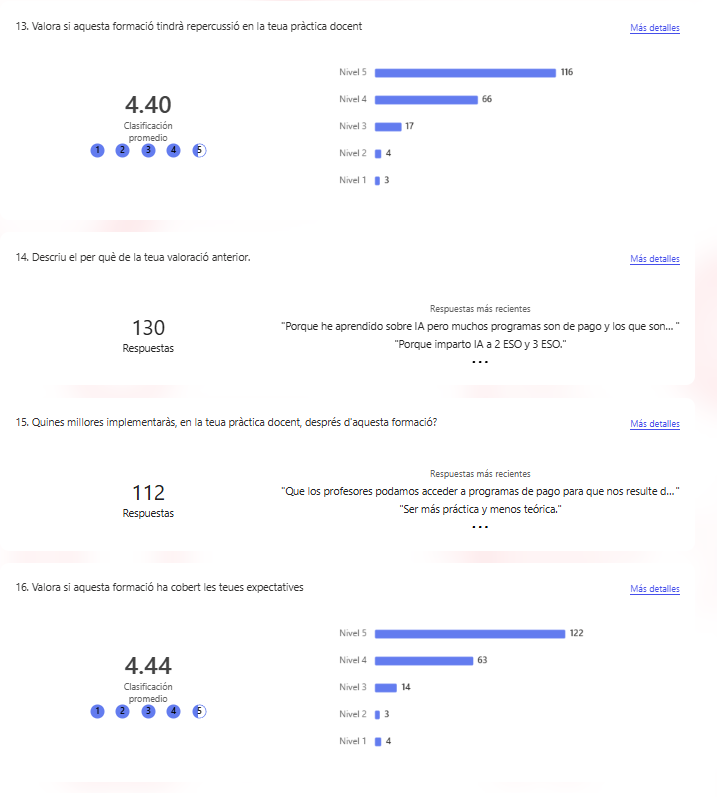 13. Valora si aquesta formació tindrà repercussió en la teua pràctica docent
Más detalles
4.40
Clasificación
promedio
1 2 3 4 5
Nivel 5 116
Nivel 4 66
Nivel 3 17
Nivel 2 4
Nivel 1 3
14. Descriu el per què de la teua valoració anterior.
Más detalles
130
Respuestas
Respuestas más recientes
"Porque he aprendido sobre IA pero muchos programas son de pago y los que son... "
"Porque imparto IA a 2 ESO y 3 ESO."
...
15. Quines millores implementaràs, en la teua pràctica docent, després d'aquesta formació?
Más detalles
112
Respuestas
Respuestas más recientes
"Que los profesores podamos acceder a programas de pago para que nos resulte d... "
"Ser más práctica y menos teórica."
...
16. Valora si aquesta formació ha cobert les teues expectatives
Más detalles
4.44
Clasificación
promedio
1 2 3 4 5
Nivel 5 122
Nivel 4 63
Nivel 3 14
Nivel 2 3
Nivel 1 4